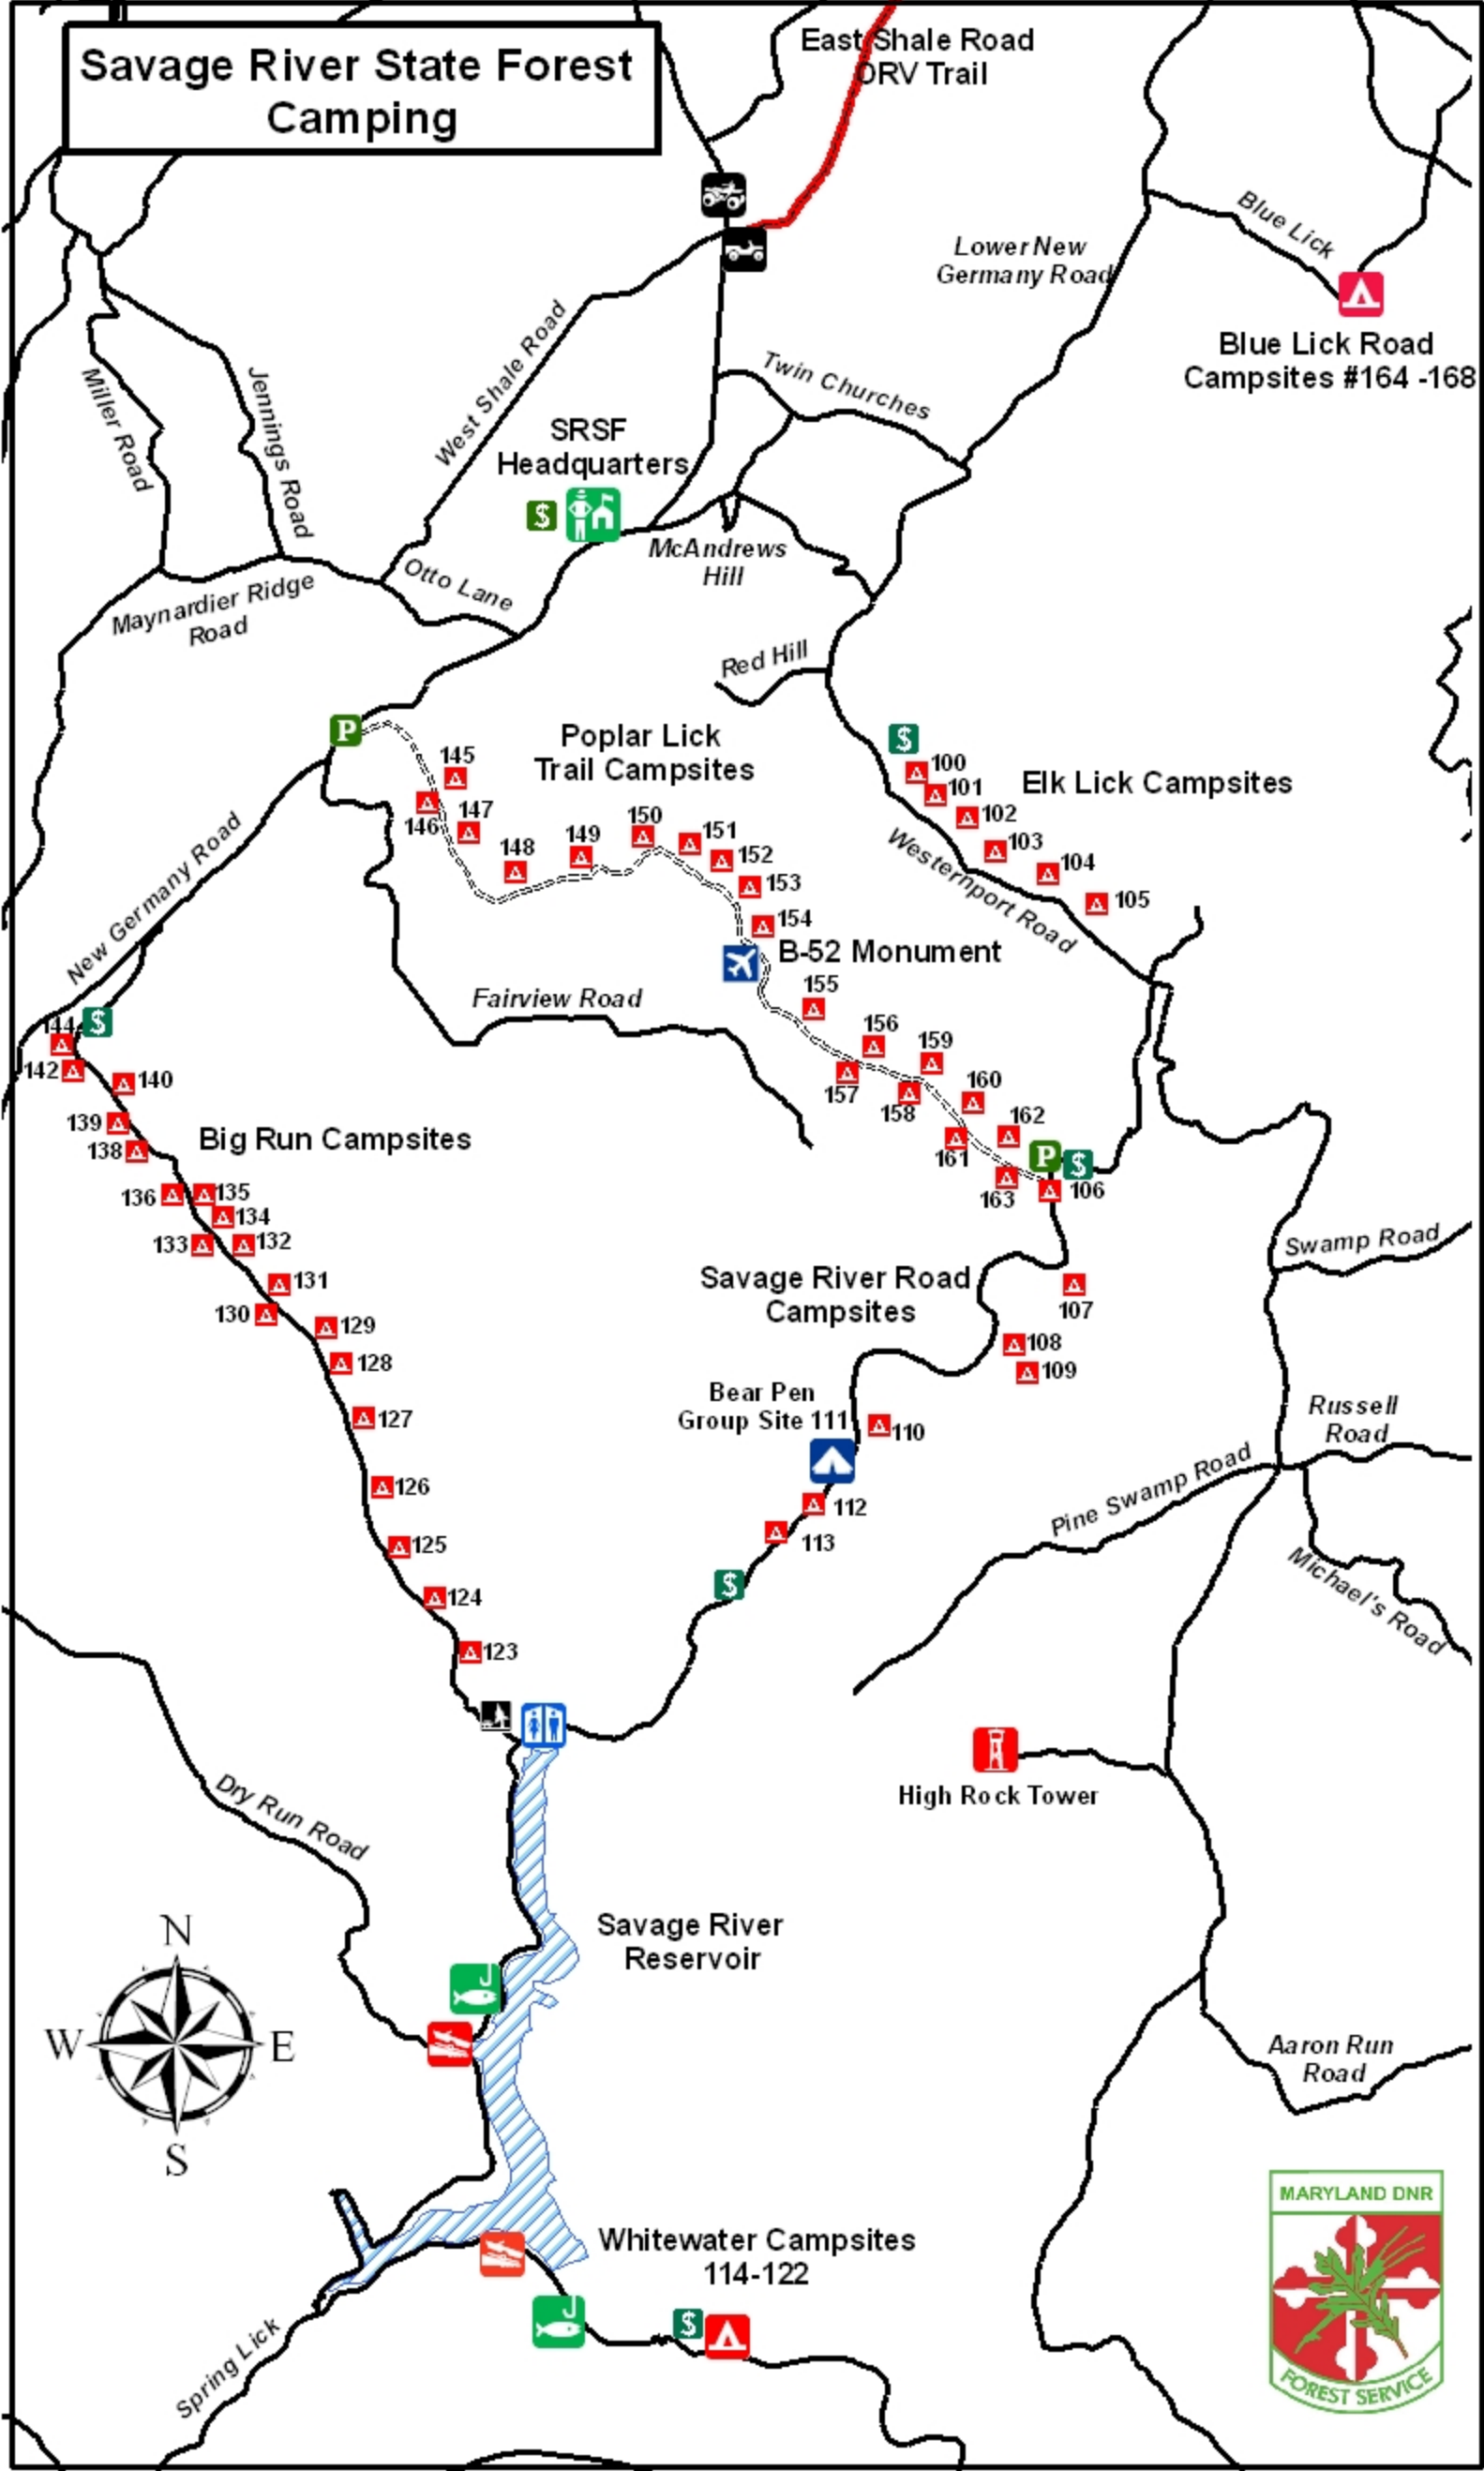 Savage River State Forest
Camping
East Shale Road
ORV Trail
Blue Lick
Lower New
Germany Road
Blue Lick Road
Campsites #164 -168
Twin Churches
West Shale Road
Miller Road
Jennings Road
SRSF
Headquarters
$
McAndrews
Hill
Otto Lane
Maynardier Ridge
Road
Red Hill
P
Poplar Lick
Trail Campsites
$
100
101
102
103
104
105
Elk Lick Campsites
Westernport Road
145
146
147
148
149
150
151
152
153
154
B-52 Monument
New Germany Road
Fairview Road
155
156
157
158
159
160
161
162
163
P
$
106
144
$
142
140
139
138
Big Run Campsites
136
135
134
133
132
131
130
129
128
127
126
125
124
123
Swamp Road
Savage River Road
Campsites
107
108
109
Bear Pen
Group Site 111
110
112
113
$
Russell
Road
Pine Swamp Road
Michael's Road
High Rock Tower
Dry Run Road
Savage River
Reservoir
N
W
E
S
Aaron Run
Road
Whitewater Campsites
114-122
$
Spring Lick
MARYLAND DNR
FOREST SERVICE